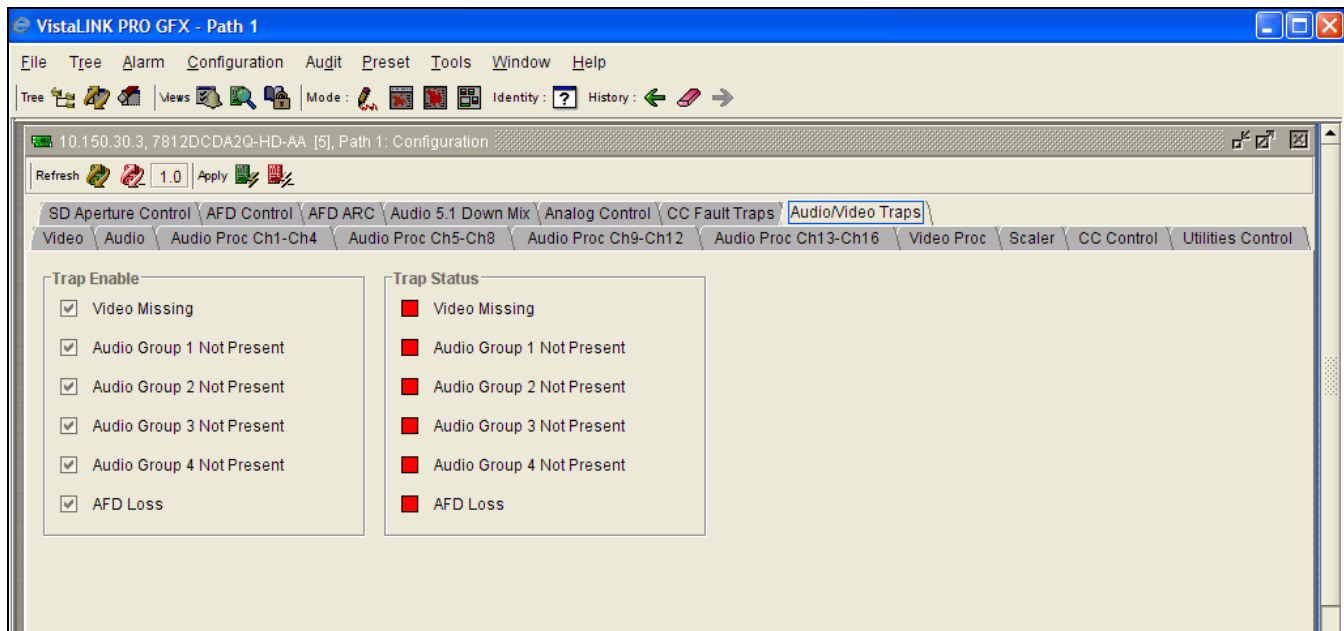 VistaLINK PRO GFX - Path 1
File Tree Alarm Configuration Audit Preset Tools Window Help
Tree Views Mode : Identity : ? History :
10.150.30.3, 7812DCDA2Q-HD-AA [5], Path 1: Configuration
Refresh 1.0 Apply
SD Aperture Control AFD Control AFD ARC Audio 5.1 Down Mix Analog Control CC Fault Traps Audio/Video Traps
Video Audio Audio Proc Ch1-Ch4 Audio Proc Ch5-Ch8 Audio Proc Ch9-Ch12 Audio Proc Ch13-Ch16 Video Proc Scaler CC Control Utilities Control
Trap Enable Trap Status
Video Missing Video Missing
Audio Group 1 Not Present Audio Group 1 Not Present
Audio Group 2 Not Present Audio Group 2 Not Present
Audio Group 3 Not Present Audio Group 3 Not Present
Audio Group 4 Not Present Audio Group 4 Not Present
AFD Loss AFD Loss